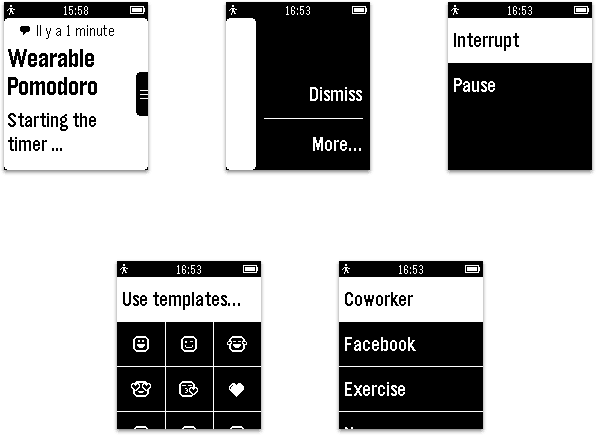 15:58
Il y a 1 minute
Wearable
Pomodoro
Starting the
timer ...
16:53
Dismiss
More...
16:53
Interrupt
Pause
16:53
Use templates...
16:53
Coworker
Facebook
Exercise